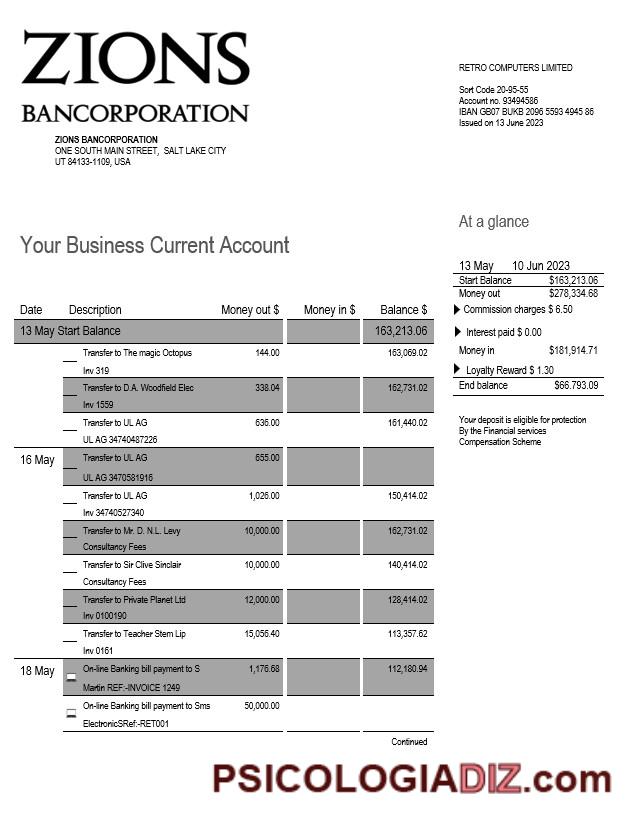 ZIONS
BANCORPORATION
ZIONS BANCORPORATION
ONE SOUTH MAIN STREET, SALT LAKE CITY
UT 84133-1109, USA
RETRO COMPUTERS LIMITED
Sort Code 20-95-55
Account no. 93494586
IBAN GB07 BUKB 2096 5593 4945 86
Issued on 13 June 2023
At a glance
Your Business Current Account
13 May 10 Jun 2023
Start Balance $163,213.06
Money out $278,334.68
Commission charges $ 6.50
Interest paid $ 0.00
Money in $181,914.71
Loyalty Reward $ 1.30
End balance $66.793.09
Your deposit is eligible for protection
By the Financial services
Compensation Scheme
Date Description Money out $ Money in $ Balance $
13 May Start Balance 163,213.06
Transfer to The magic Octopus 144.00 163,069.02
Inv 319
Transfer to D.A. Woodfield Elec 338.04 162,731.02
Inv 1559
Transfer to UL AG 636.00 161,440.02
UL AG 34740487226
16 May Transfer to UL AG 655.00
UL AG 3470581916
Transfer to UL AG 1,026.00 150,414.02
Inv 34740527340
Transfer to Mr. D. N.L. Levy 10,000.00 162,731.02
Consultancy Fees
Transfer to Sir Clive Sinclair 10,000.00 140,414.02
Consultancy Fees
Transfer to Private Planet Ltd 12,000.00 128,414.02
Inv 0100190
Transfer to Teacher Stem Lip 15,056.40 113,357.62
Inv 0161
18 May On-line Banking bill payment to S 1,176.68 112,180.94
Martin REF:-INVOICE 1249
On-line Banking bill payment to Sms 50,000.00
ElectronicSRef:-RET001
Continued
PSICOLOGIADIZ.com